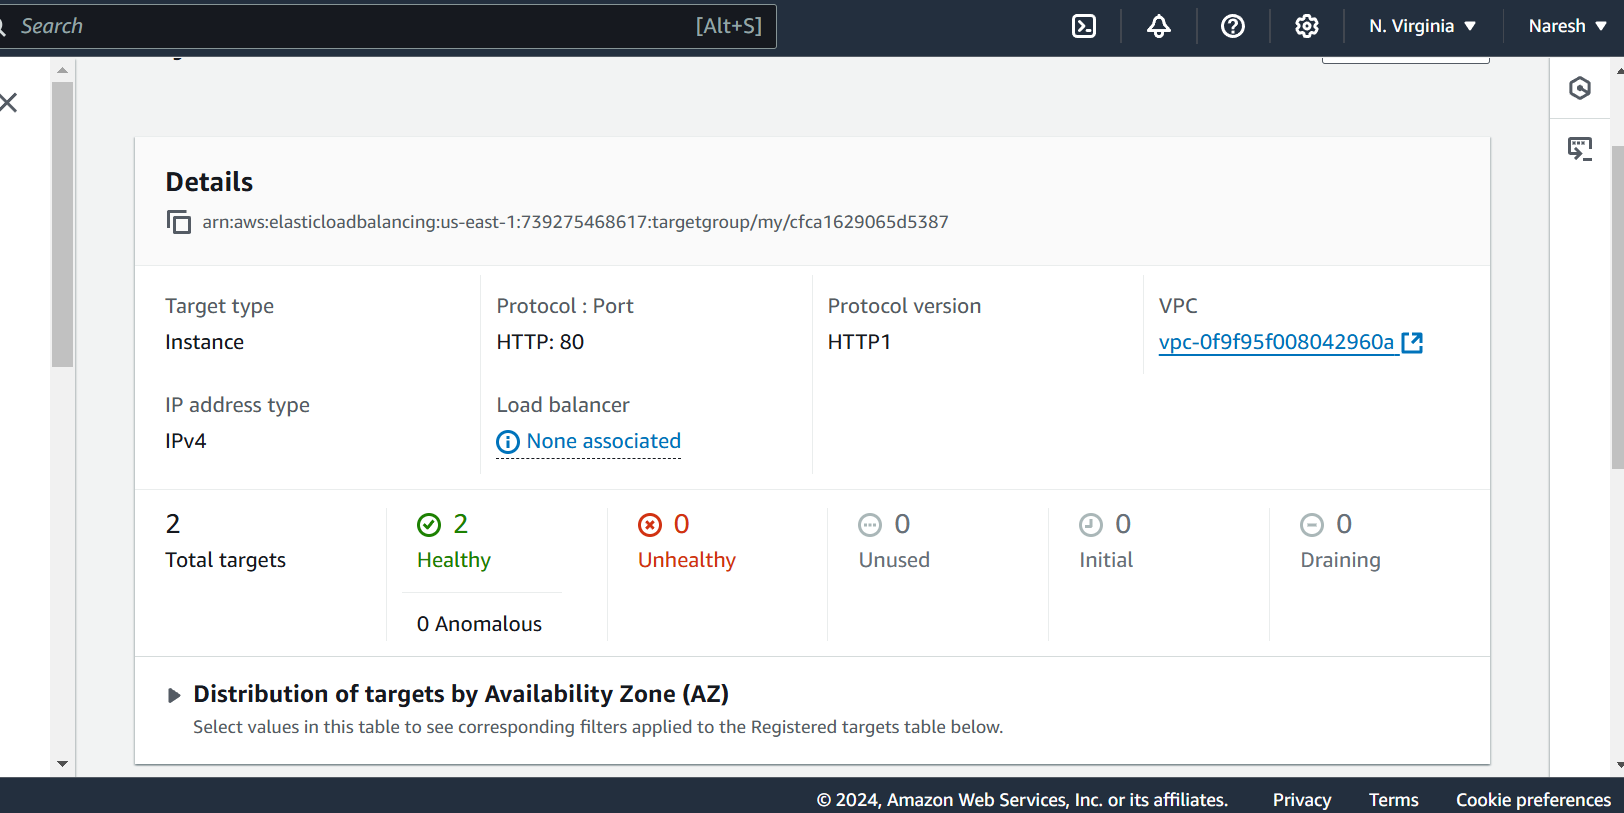 Search [Alt+S] N. Virginia Naresh
Details
arn:aws:elasticloadbalancing:us-east-1:739275468617:targetgroup/my/cfca1629065d5387
Target type Protocol : Port Protocol version VPC
Instance HTTP: 80 HTTP1 vpc-0f9f95f008042960a
IP address type Load balancer
IPv4 None associated
2 2 0 0 0 0
Total targets Healthy Unhealthy Unused Initial Draining
0 Anomalous
Distribution of targets by Availability Zone (AZ)
Select values in this table to see corresponding filters applied to the Registered targets table below.
© 2024, Amazon Web Services, Inc. or its affiliates. Privacy Terms Cookie preferences